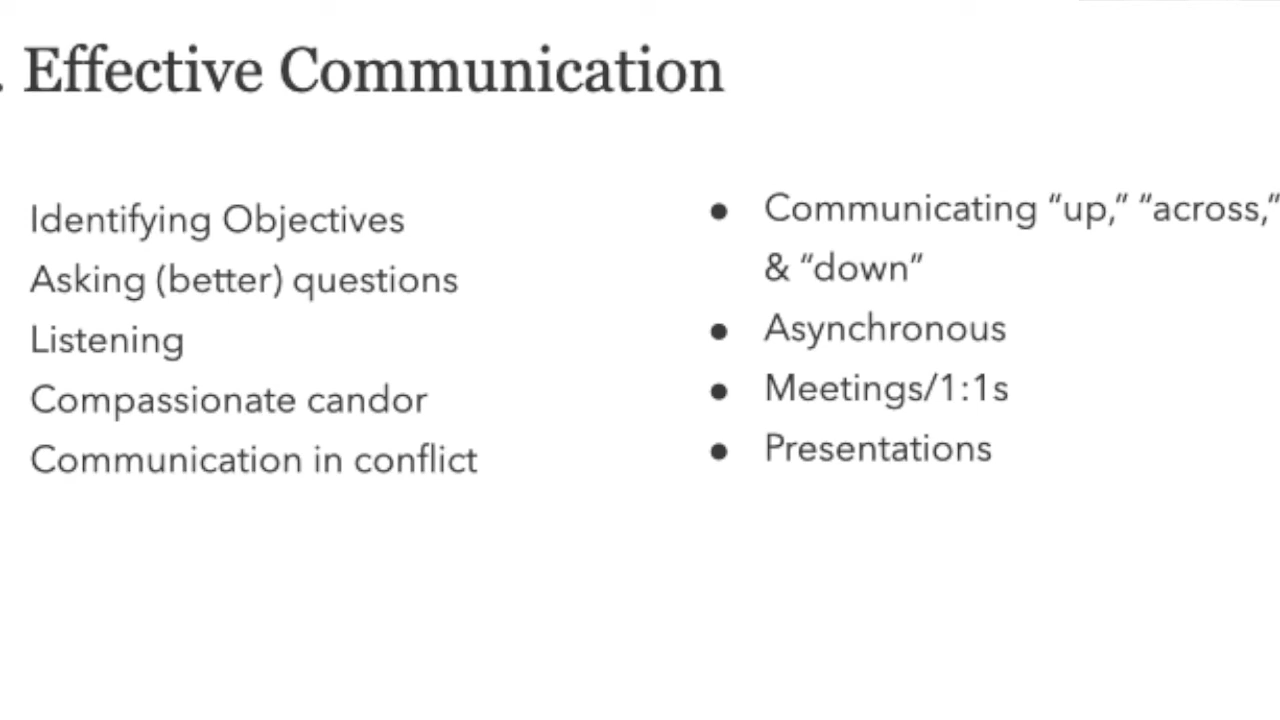 . Effective Communication
Identifying Objectives
Asking (better) questions
Listening
Compassionate candor
Communication in conflict
● Communicating “up,” “across,”
& “down”
● Asynchronous
● Meetings/1:1s
● Presentations